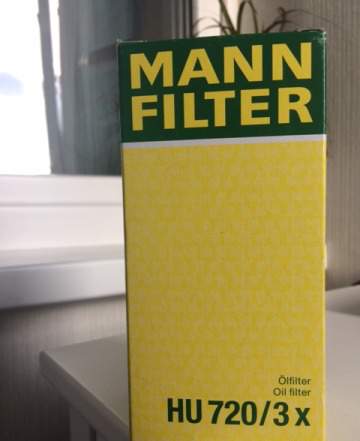 MANN
FILTER
Ölfilter
Oil filter
HU 720/3 x